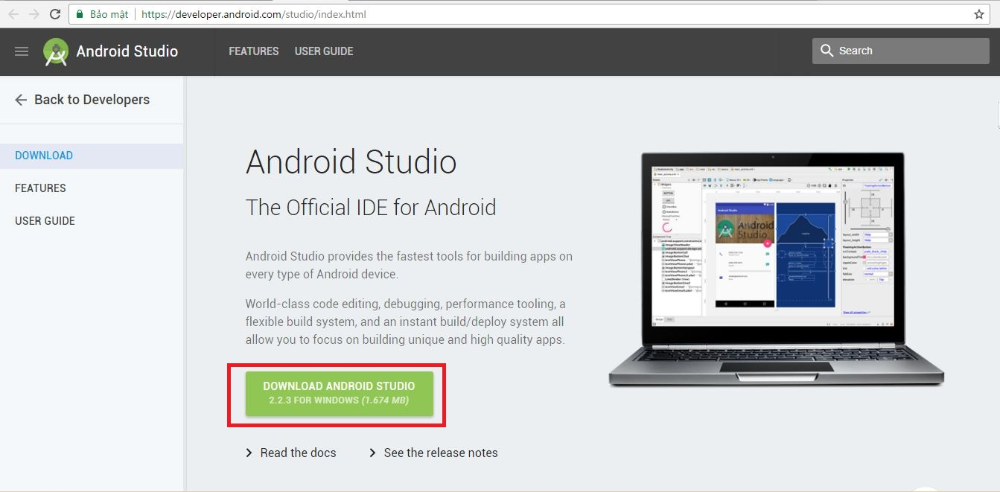 Bảo mật
https://developer.android.com/studio/index.html
Android Studio
FEATURES
USER GUIDE
Search
Back to Developers
DOWNLOAD
FEATURES
USER GUIDE
Android Studio
The Official IDE for Android
Android Studio provides the fastest tools for building apps on
every type of Android device.
World-class code editing, debugging, performance tooling, a
flexible build system, and an instant build/deploy system all
allow you to focus on building unique and high quality apps.
DOWNLOAD ANDROID STUDIO
2.2.3 FOR WINDOWS (1.674 MB)
Read the docs
See the release notes
Android Studio
Android
Studio